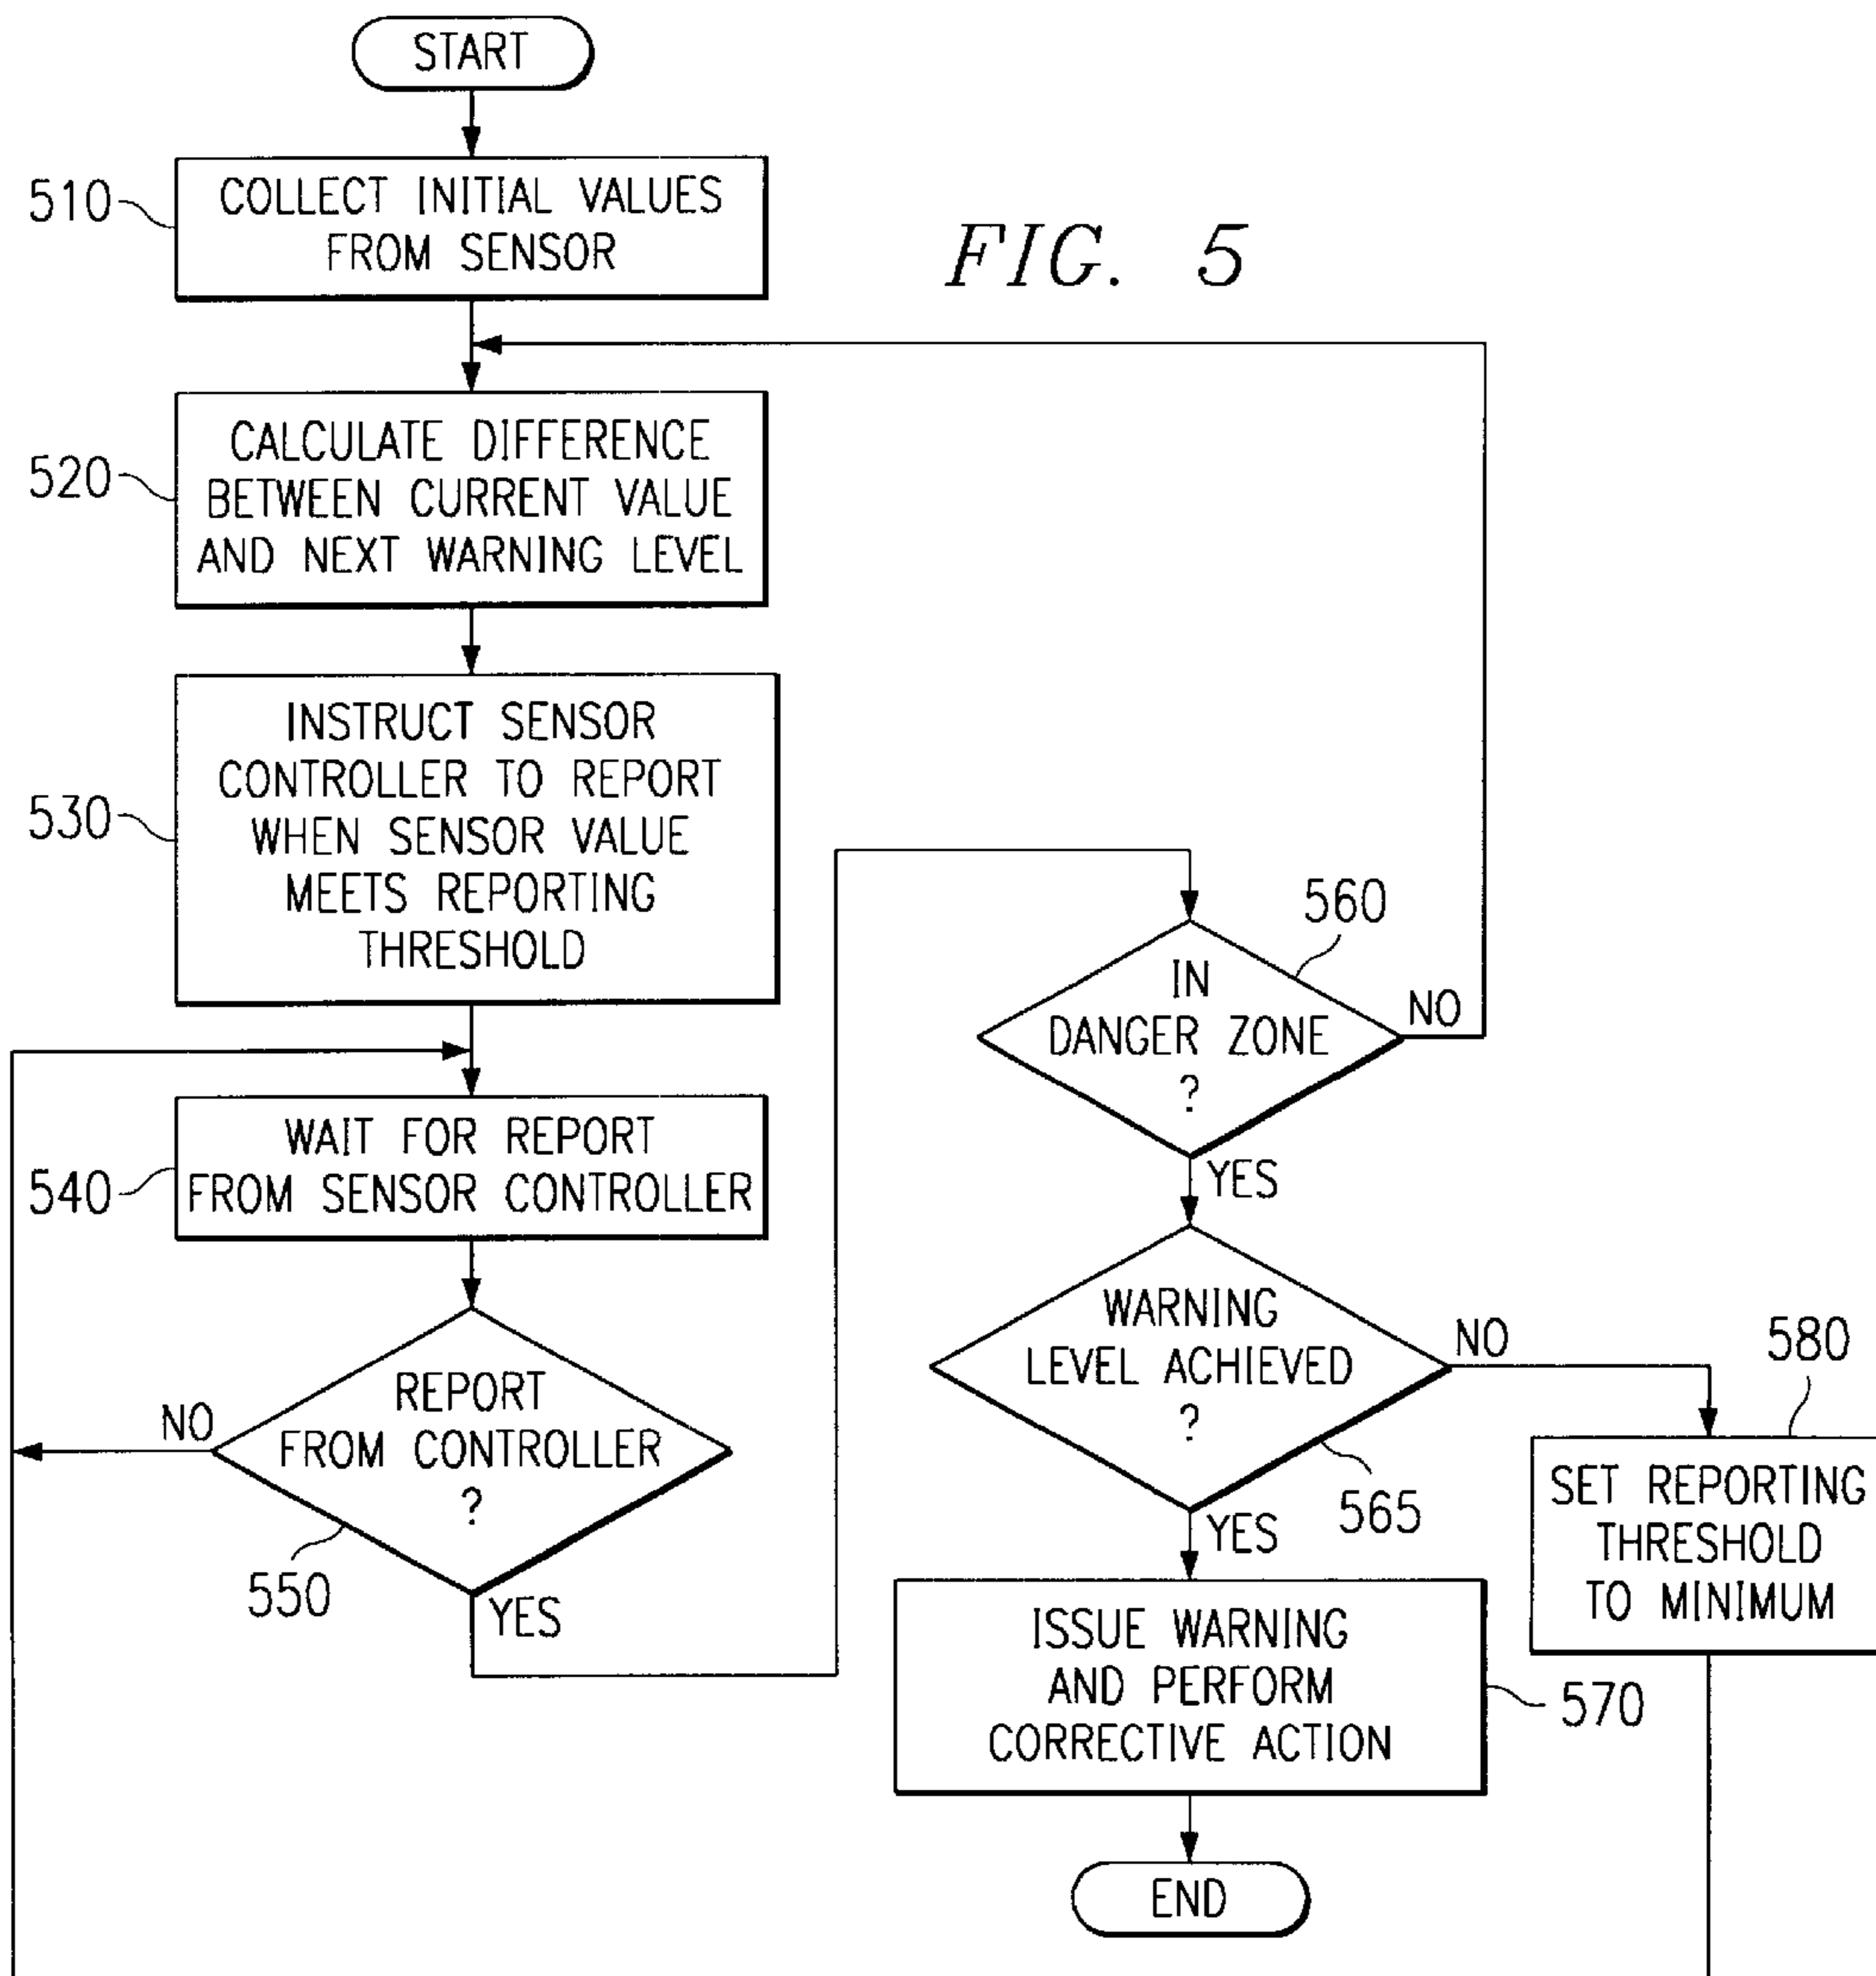 START
510
COLLECT INITIAL VALUES
FROM SENSOR
FIG. 5
520
CALCULATE DIFFERENCE
BETWEEN CURRENT VALUE
AND NEXT WARNING LEVEL
530
INSTRUCT SENSOR
CONTROLLER TO REPORT
WHEN SENSOR VALUE
MEETS REPORTING
THRESHOLD
540
WAIT FOR REPORT
FROM SENSOR CONTROLLER
NO
REPORT
FROM CONTROLLER
?
550
YES
560
IN
DANGER ZONE
?
NO
YES
WARNING
LEVEL ACHIEVED
?
NO
565
YES
580
SET REPORTING
THRESHOLD
TO MINIMUM
ISSUE WARNING
AND PERFORM
CORRECTIVE ACTION
570
END